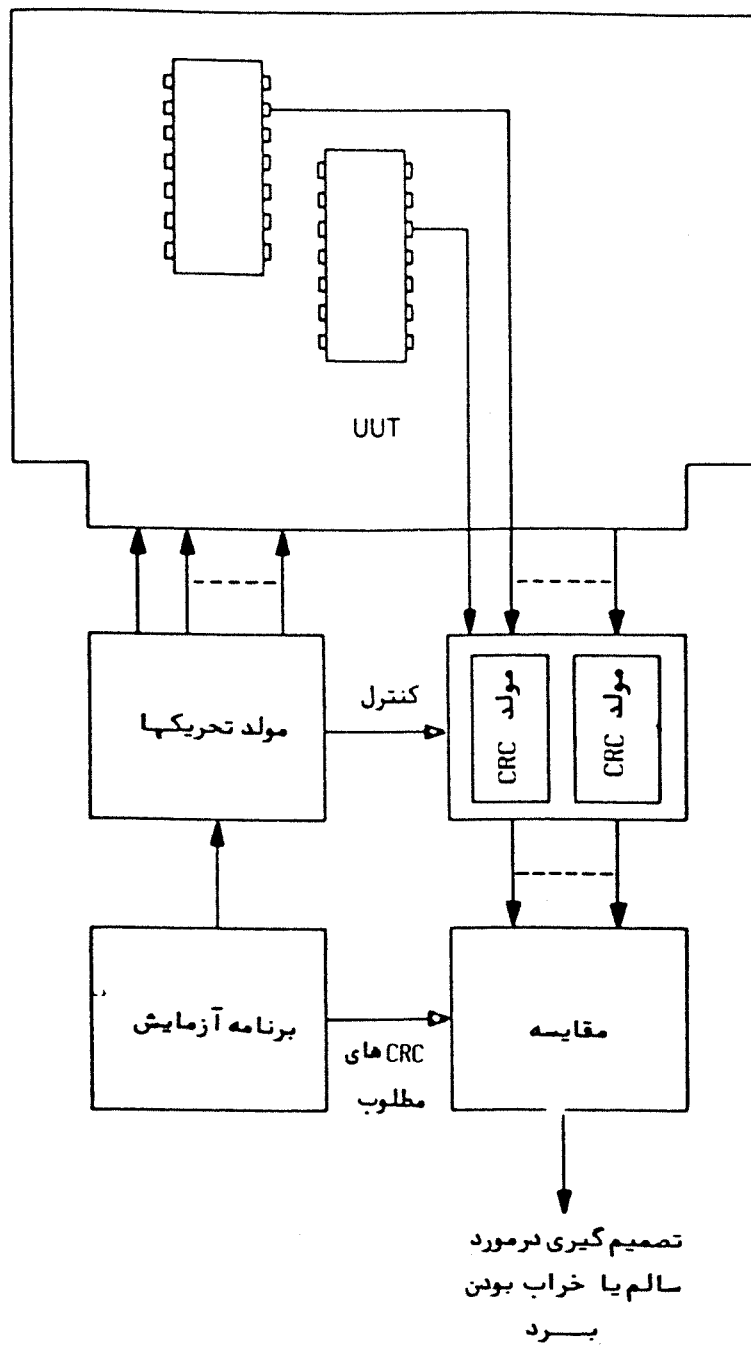 UUT
مولد تحریکها
کنترل
مولد CRC
مولد CRC
برنامه آزمایش
CRC های
مطلوب
مقایسه
تصمیم گیری درمورد
سالم یا خراب بودن
بــرد